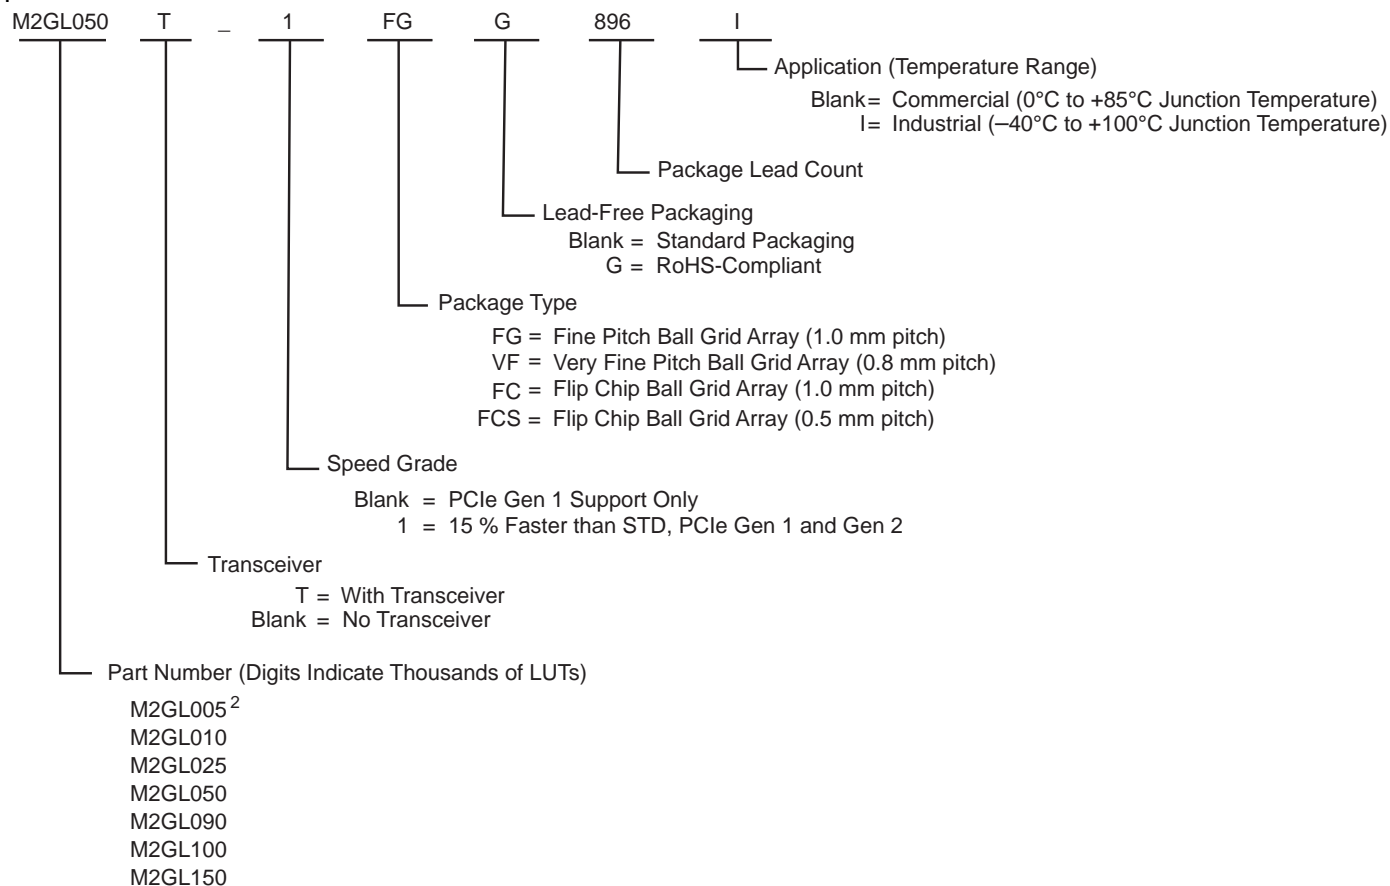 M2GL050 T _ 1 FG G 896 I
Application (Temperature Range)
Blank= Commercial (0°C to +85°C Junction Temperature)
I= Industrial (–40°C to +100°C Junction Temperature)
Package Lead Count
Lead-Free Packaging
Blank = Standard Packaging
G = RoHS-Compliant
Package Type
FG = Fine Pitch Ball Grid Array (1.0 mm pitch)
VF = Very Fine Pitch Ball Grid Array (0.8 mm pitch)
FC = Flip Chip Ball Grid Array (1.0 mm pitch)
FCS = Flip Chip Ball Grid Array (0.5 mm pitch)
Speed Grade
Blank = PCIe Gen 1 Support Only
1 = 15 % Faster than STD, PCIe Gen 1 and Gen 2
Transceiver
T = With Transceiver
Blank = No Transceiver
Part Number (Digits Indicate Thousands of LUTs)
M2GL005 2
M2GL010
M2GL025
M2GL050
M2GL090
M2GL100
M2GL150